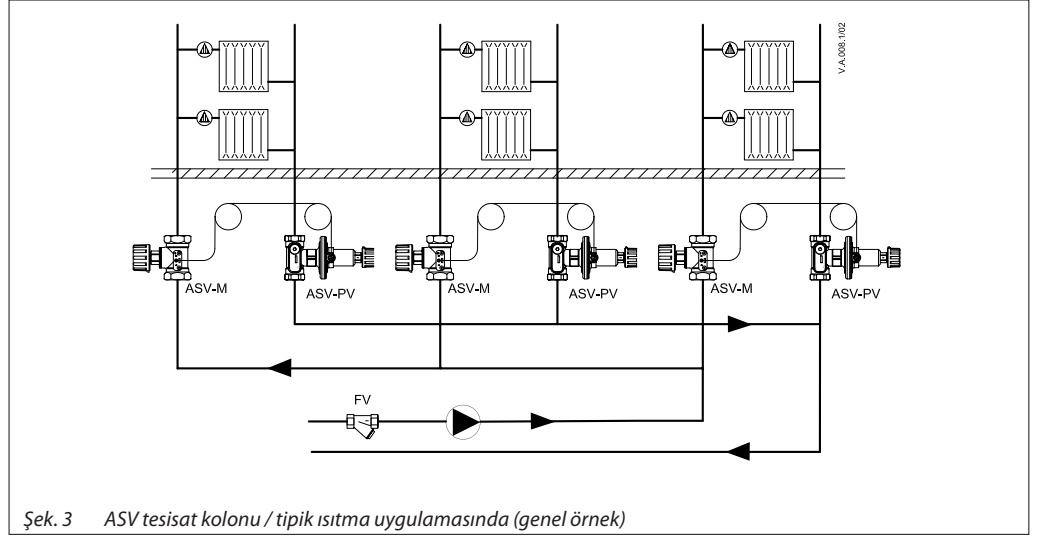 V.A.008.1/02
ASV-M
ASV-PV
ASV-M
ASV-PV
ASV-M
ASV-PV
FV
Şek. 3 ASV tesisat kolonu / tipik ısıtma uygulamasında (genel örnek)